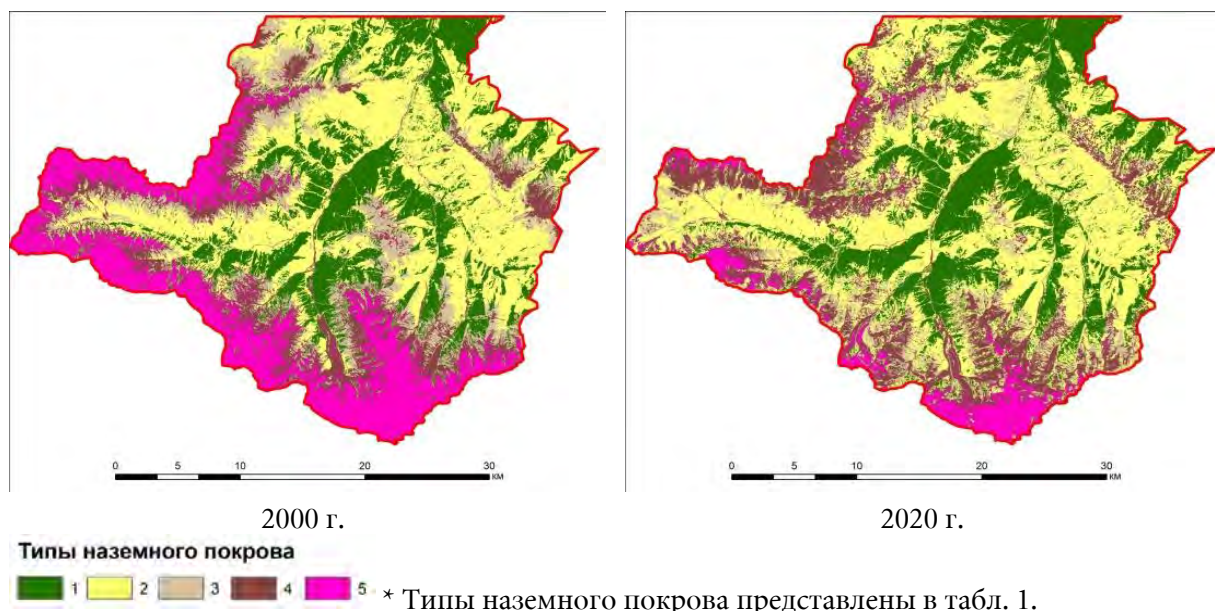 0 5 10 20 30
км
0 5 10 20 30
км
2000 г.
2020 г.
Типы наземного покрова
1 2 3 4 5 * Типы наземного покрова представлены в табл. 1.